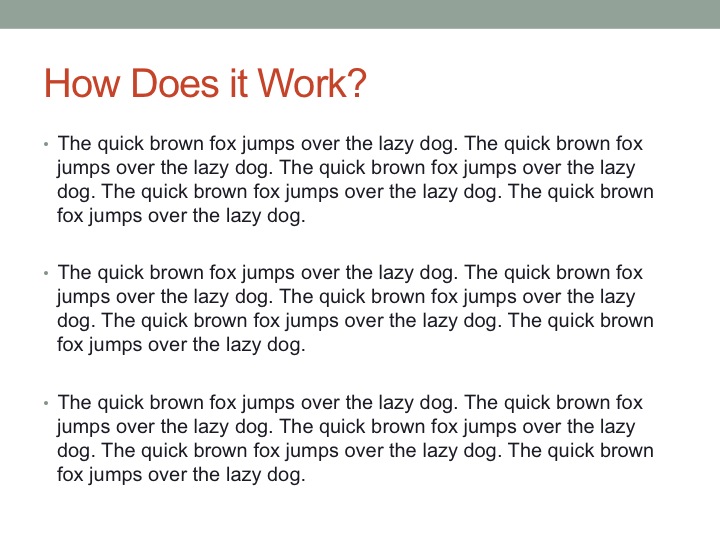 How Does it Work?
• The quick brown fox jumps over the lazy dog. The quick brown fox
jumps over the lazy dog. The quick brown fox jumps over the lazy
dog. The quick brown fox jumps over the lazy dog. The quick brown
fox jumps over the lazy dog.
• The quick brown fox jumps over the lazy dog. The quick brown fox
jumps over the lazy dog. The quick brown fox jumps over the lazy
dog. The quick brown fox jumps over the lazy dog. The quick brown
fox jumps over the lazy dog.
• The quick brown fox jumps over the lazy dog. The quick brown fox
jumps over the lazy dog. The quick brown fox jumps over the lazy
dog. The quick brown fox jumps over the lazy dog. The quick brown
fox jumps over the lazy dog.